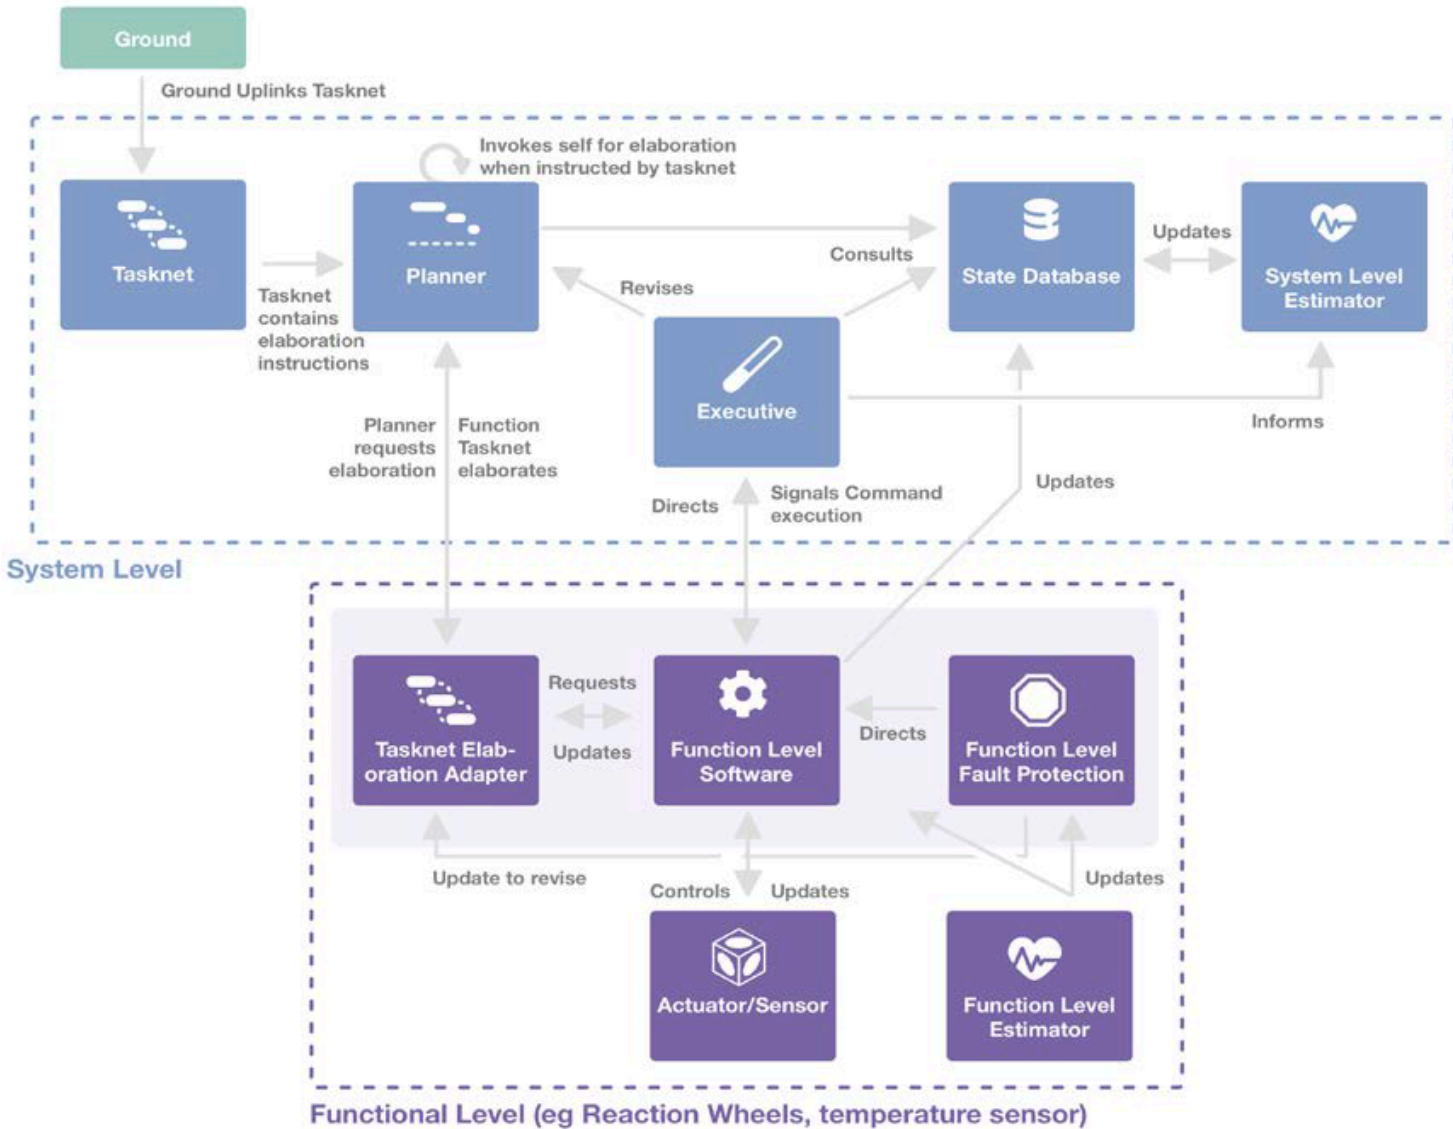 Ground
Ground Uplinks Tasknet
Invokes self for elaboration
when instructed by tasknet
Tasknet
Planner
State Database
System Level
Estimator
Updates
Consults
Revises
Tasknet
contains
elaboration
instructions
Executive
Informs
Planner
requests
elaboration
Function
Tasknet
elaborates
Directs
Signals Command
execution
Updates
System Level
Tasknet Elab-
oration Adapter
Requests
Updates
Function Level
Software
Directs
Function Level
Fault Protection
Update to revise
Controls
Updates
Updates
Actuator/Sensor
Function Level
Estimator
Functional Level (eg Reaction Wheels, temperature sensor)